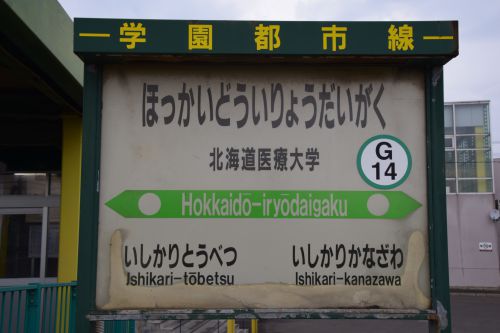 学園都市線
ほっかいどういりょうだいがく
北海道医療大学
G
14
Hokkaidō-iryōdaigaku
いしかりとうべつ
Ishikari-tōbetsu
いしかりかなざわ
Ishikari-kanazawa